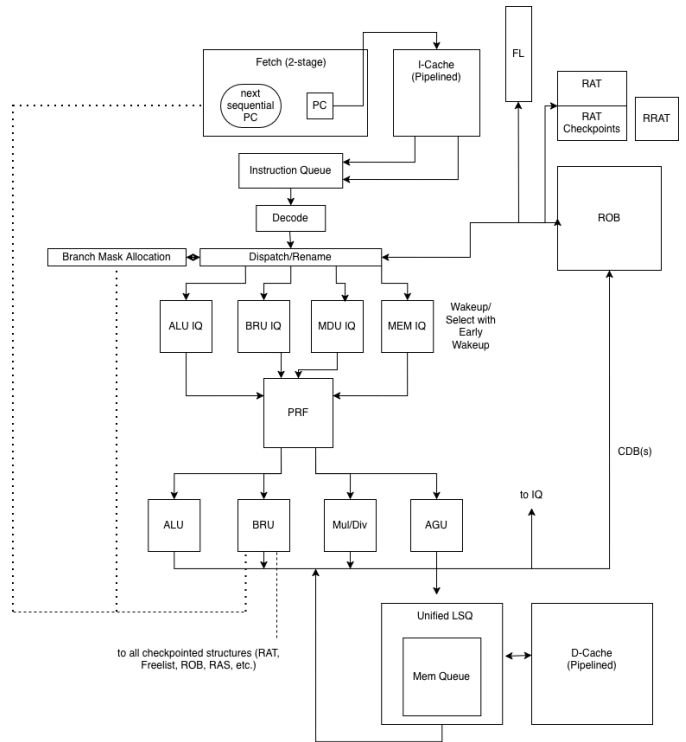 Fetch (2-stage)
next
sequential
PC
PC
I-Cache
(Pipelined)
FL
RAT
RAT
Checkpoints
RRAT
Instruction Queue
ROB
Decode
Branch Mask Allocation
Dispatch/Rename
ALU IQ
BRU IQ
MDU IQ
MEM IQ
Wakeup/
Select with
Early
Wakeup
PRF
CDB(s)
to IQ
ALU
BRU
Mul/Div
AGU
Unified LSQ
Mem Queue
D-Cache
(Pipelined)
to all checkpointed structures (RAT,
Freelist, ROB, RAS, etc.)